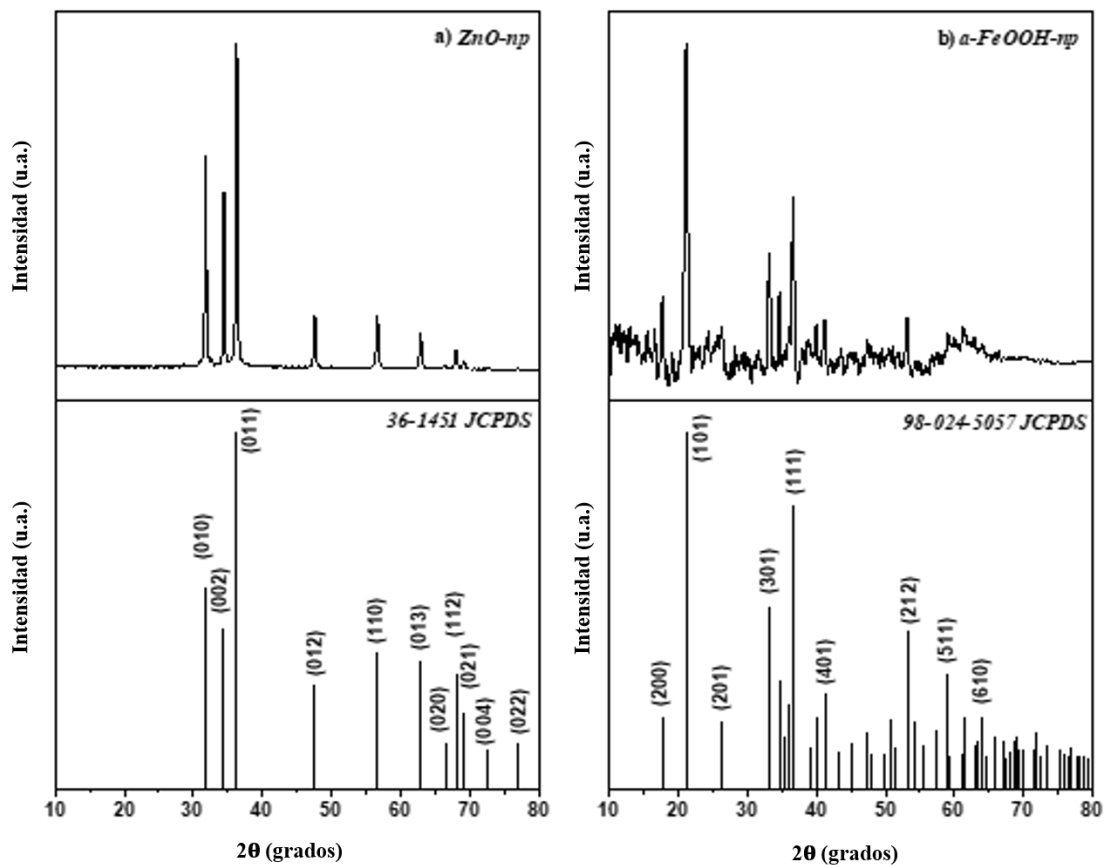 a) ZnO-np
Intensidad (u.a.)
36-1451 JCPDS
(010)
(002)
(011)
(012)
(110)
(013)
(020)
(112)
(021)
(004)
(022)
Intensidad (u.a.)
10 20 30 40 50 60 70 80
2θ (grados)
b) α-FeOOH-np
Intensidad (u.a.)
98-024-5057 JCPDS
(200)
(101)
(201)
(301)
(111)
(401)
(212)
(511)
(610)
Intensidad (u.a.)
10 20 30 40 50 60 70 80
2θ (grados)